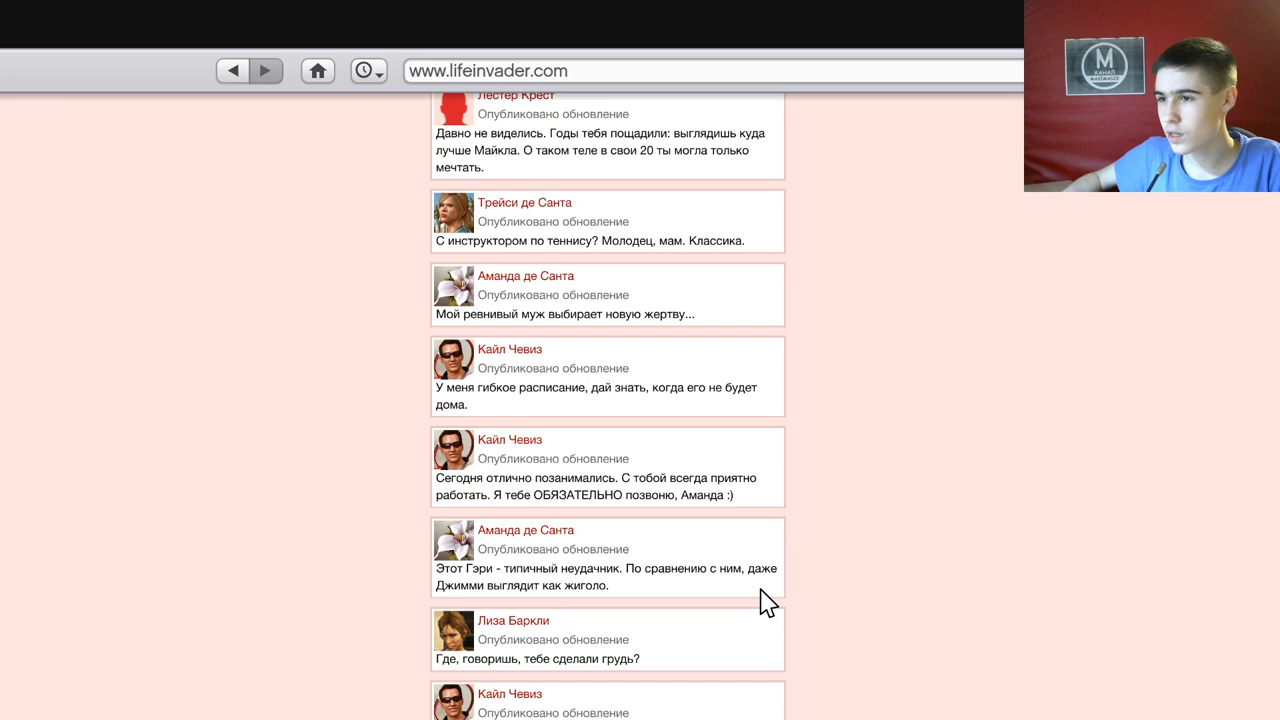 www.lifeinvader.com
М
КАНАЛ
Лестер Крест
Опубликовано обновление
Давно не виделись. Годы тебя пощадили: выглядишь куда
лучше Майкла. О таком теле в свои 20 ты могла только
мечтать.
Трейси де Санта
Опубликовано обновление
С инструктором по теннису? Молодец, мам. Классика.
Аманда де Санта
Опубликовано обновление
Мой ревнивый муж выбирает новую жертву...
Кайл Чевиз
Опубликовано обновление
У меня гибкое расписание, дай знать, когда его не будет
дома.
Кайл Чевиз
Опубликовано обновление
Сегодня отлично позанимались. С тобой всегда приятно
работать. Я тебе ОБЯЗАТЕЛЬНО позвоню, Аманда :)
Аманда де Санта
Опубликовано обновление
Этот Гэри - типичный неудачник. По сравнению с ним, даже
Джимми выглядит как жиголо.
Лиза Баркли
Опубликовано обновление
Где, говоришь, тебе сделали грудь?
Кайл Чевиз
Опубликовано обновление